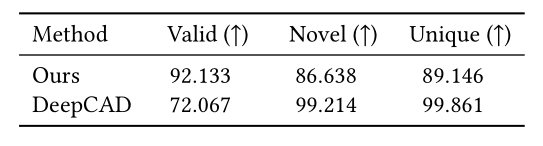 Method Valid (↑) Novel (↑) Unique (↑)
Ours 92.133 86.638 89.146
DeepCAD 72.067 99.214 99.861